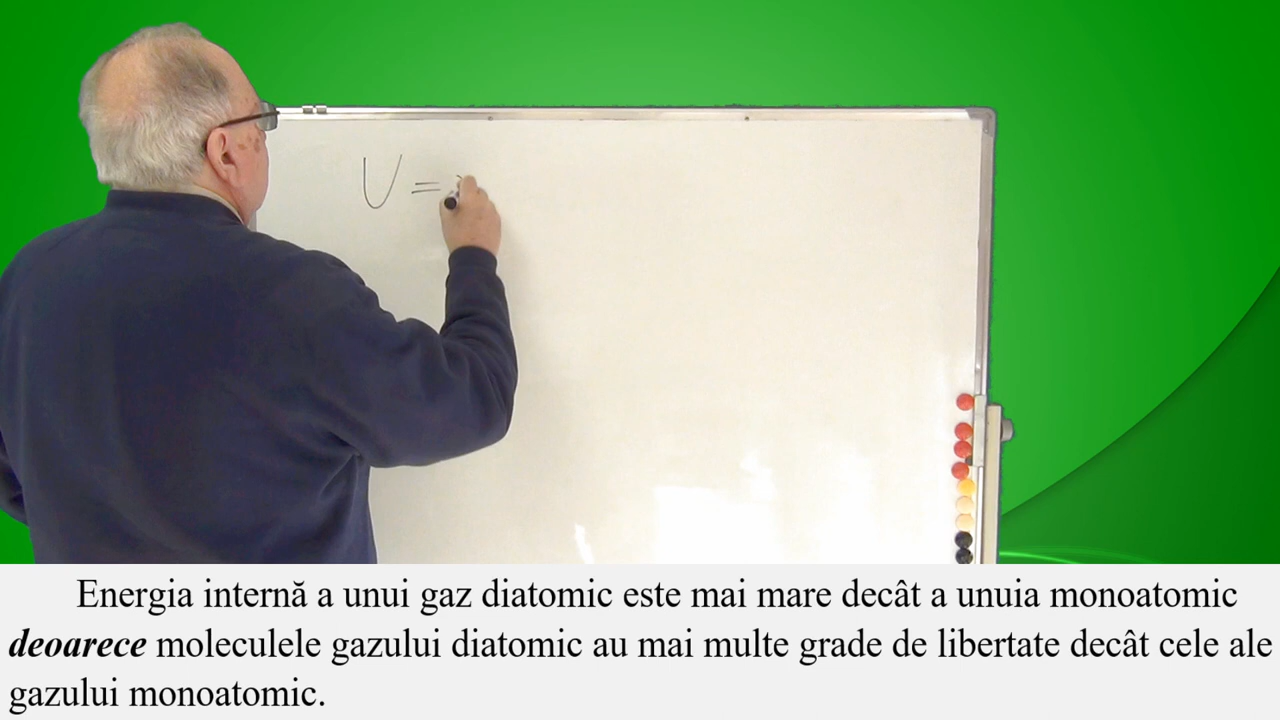 U =
Energia internă a unui gaz diatomic este mai mare decât a unuia monoatomic
deoarece moleculele gazului diatomic au mai multe grade de libertate decât cele ale
gazului monoatomic.